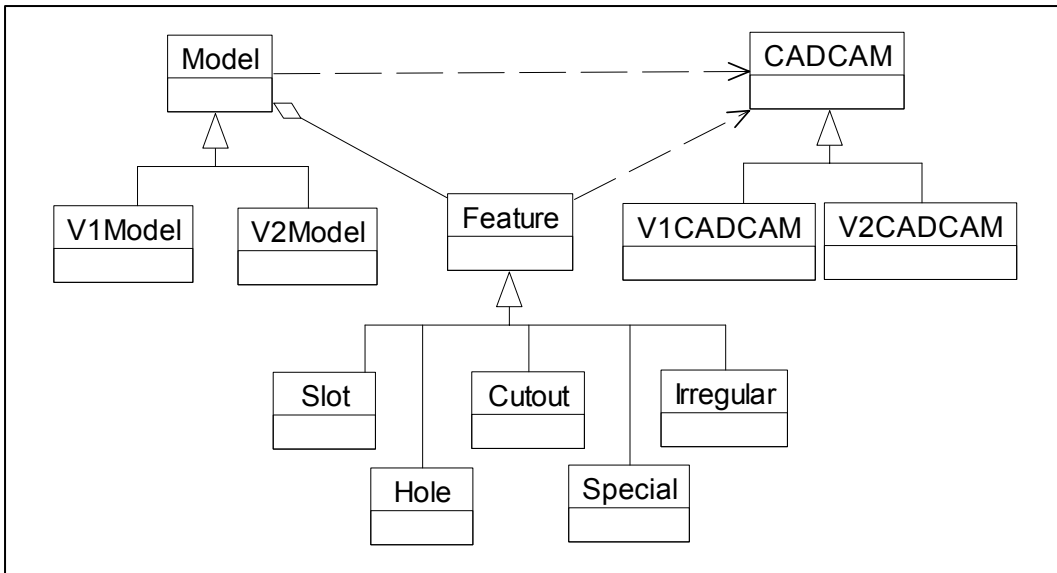 Model
CADCAM
V1Model
V2Model
Feature
V1CADCAM
V2CADCAM
Slot
Cutout
Irregular
Hole
Special